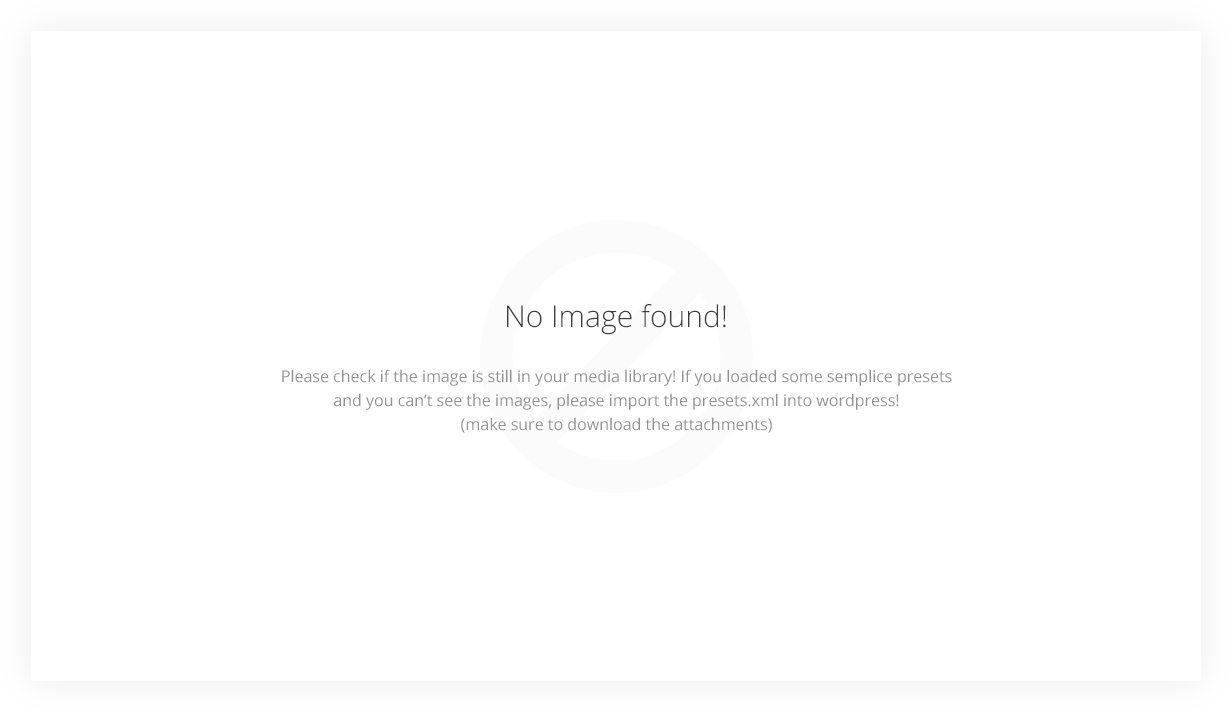 No Image found!
Please check if the image is still in your media library! If you loaded some semplice presets
and you can’t see the images, please import the presets.xml into wordpress!
(make sure to download the attachments)